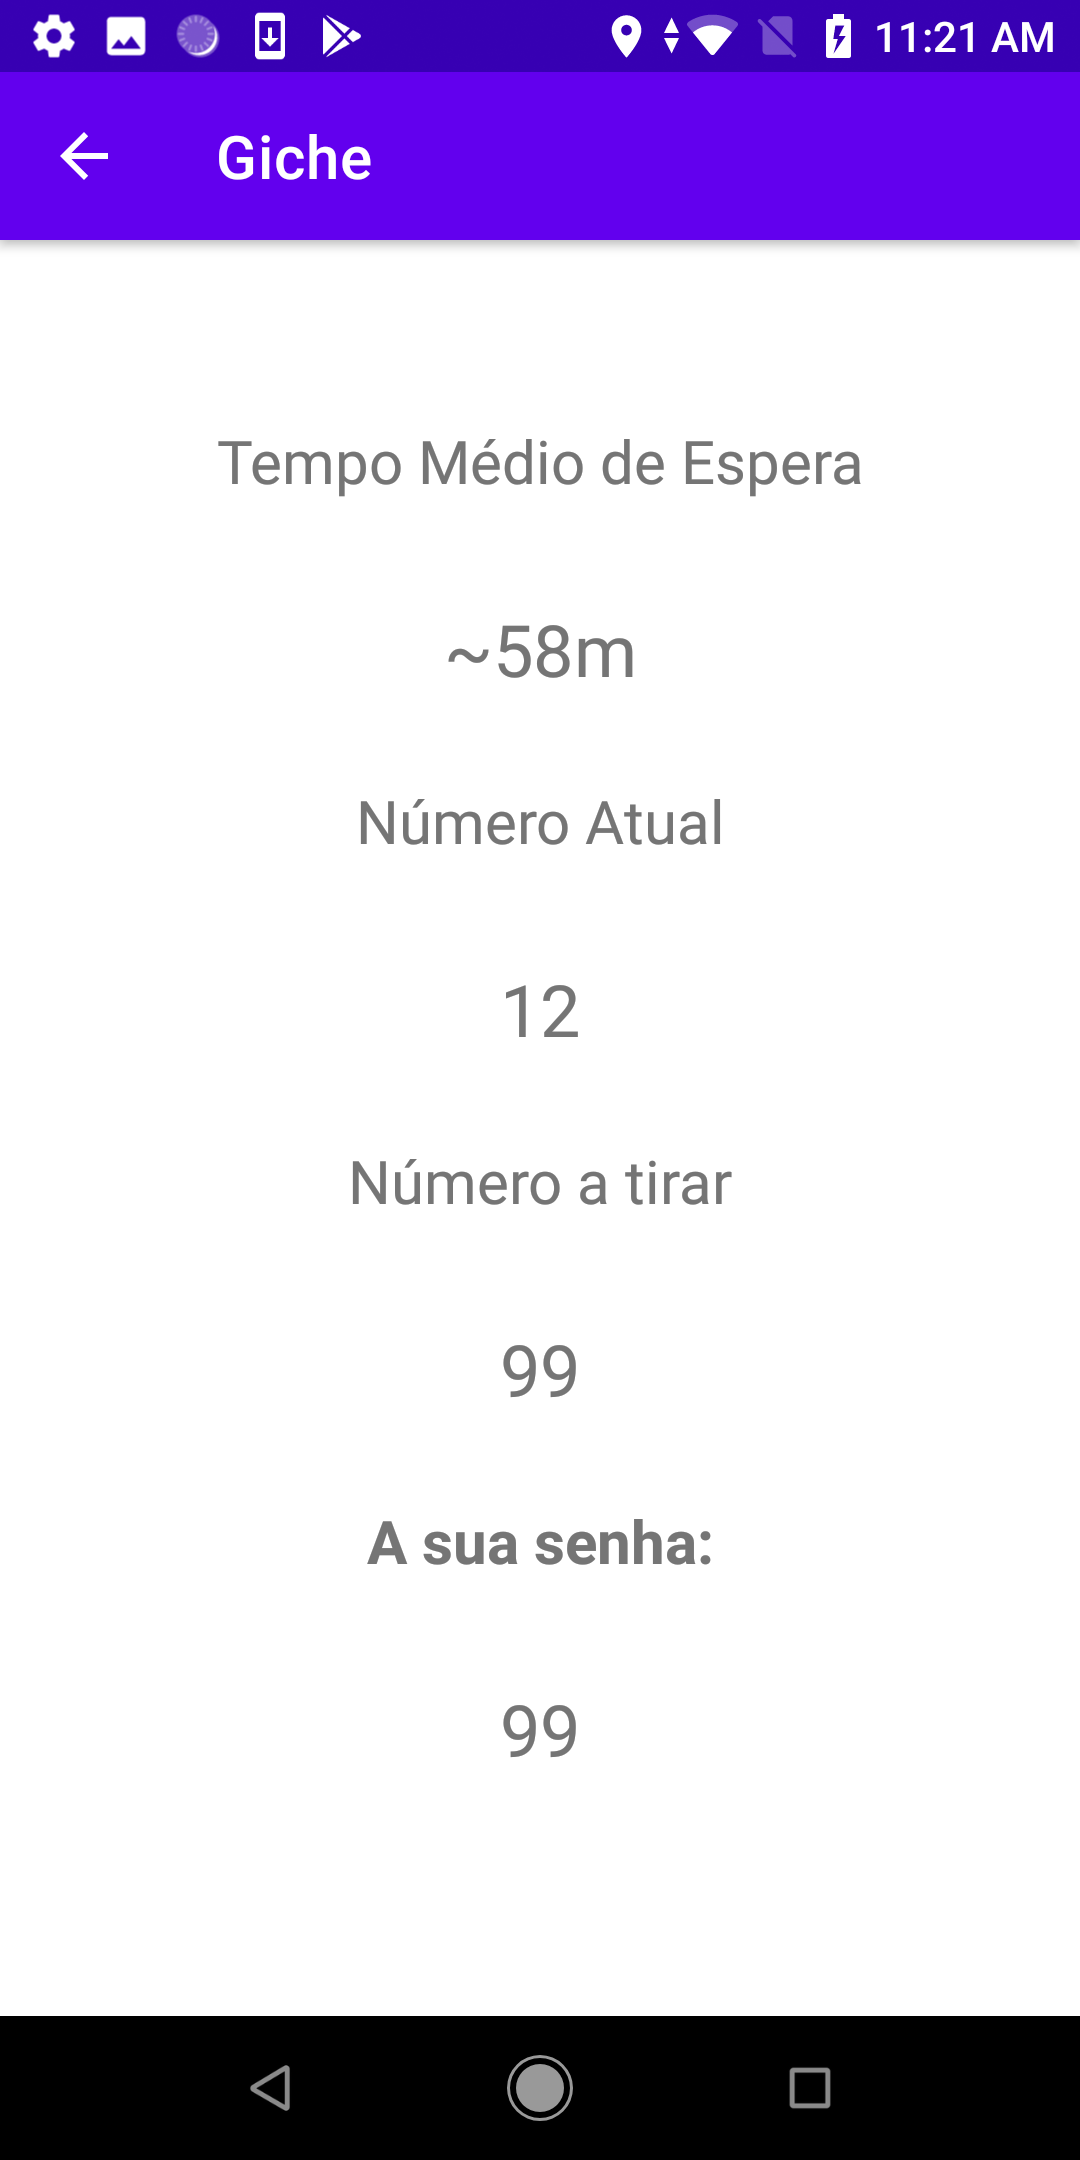 11:21 AM
Giche
Tempo Médio de Espera
~58m
Número Atual
12
Número a tirar
99
A sua senha:
99